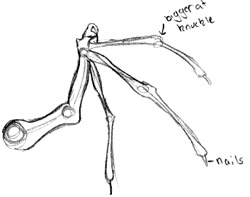 bigger at
knuckle
nails